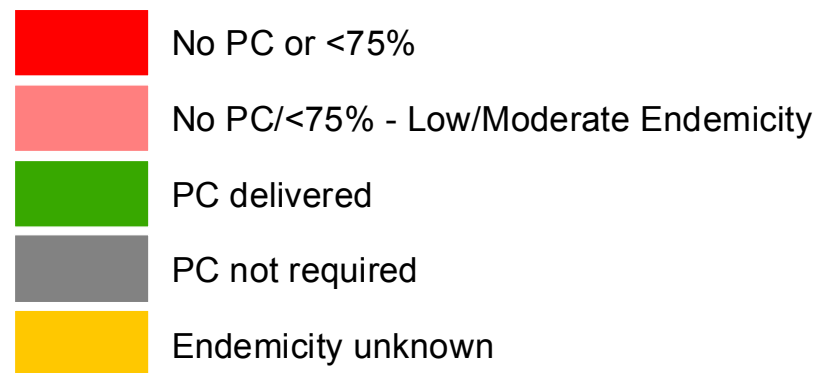 No PC or <75%
No PC/<75% - Low/Moderate Endemicity
PC delivered
PC not required
Endemicity unknown